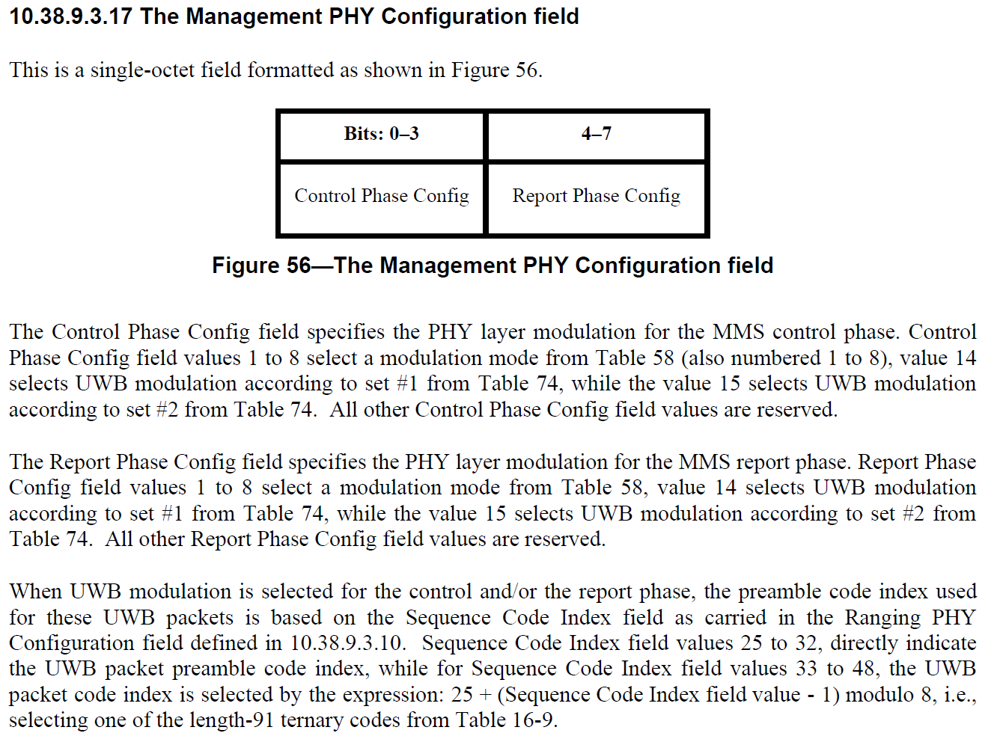 10.38.9.3.17 The Management PHY Configuration field
This is a single-octet field formatted as shown in Figure 56.
Bits: 0–3 4–7
Control Phase Config Report Phase Config
Figure 56—The Management PHY Configuration field
The Control Phase Config field specifies the PHY layer modulation for the MMS control phase. Control
Phase Config field values 1 to 8 select a modulation mode from Table 58 (also numbered 1 to 8), value 14
selects UWB modulation according to set #1 from Table 74, while the value 15 selects UWB modulation
according to set #2 from Table 74.  All other Control Phase Config field values are reserved.
The Report Phase Config field specifies the PHY layer modulation for the MMS report phase. Report Phase
Config field values 1 to 8 select a modulation mode from Table 58, value 14 selects UWB modulation
according to set #1 from Table 74, while the value 15 selects UWB modulation according to set #2 from
Table 74.  All other Report Phase Config field values are reserved.
When UWB modulation is selected for the control and/or the report phase, the preamble code index used
for these UWB packets is based on the Sequence Code Index field as carried in the Ranging PHY
Configuration field defined in 10.38.9.3.10.  Sequence Code Index field values 25 to 32, directly indicate
the UWB packet preamble code index, while for Sequence Code Index field values 33 to 48, the UWB
packet code index is selected by the expression: 25 + (Sequence Code Index field value - 1) modulo 8, i.e.,
selecting one of the length-91 ternary codes from Table 16-9.